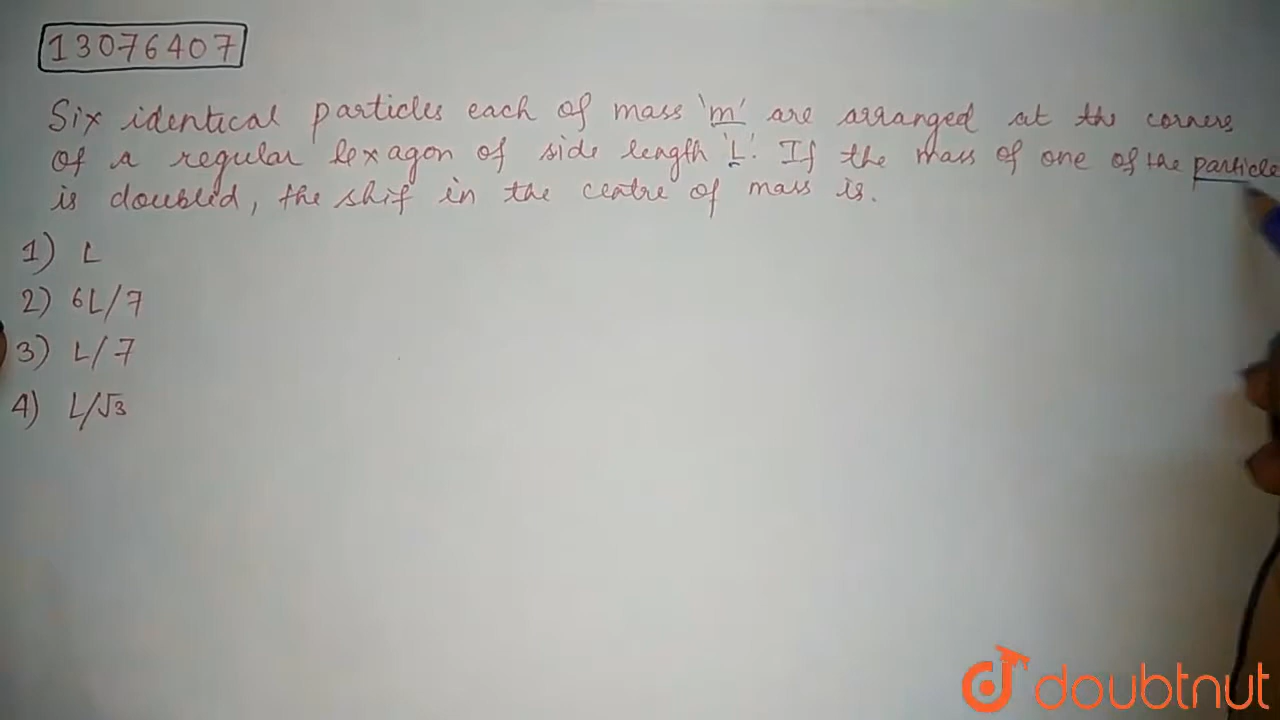 13076407
Six identical particles each of mass 'm' are arranged at the corners
of a regular hexagon of side length 'L'. If the mass of one of the particle
is doubled, the shif in the centre of mass is.
1) L
2) 6L/7
3) L/7
4) L/√3
doubtnut